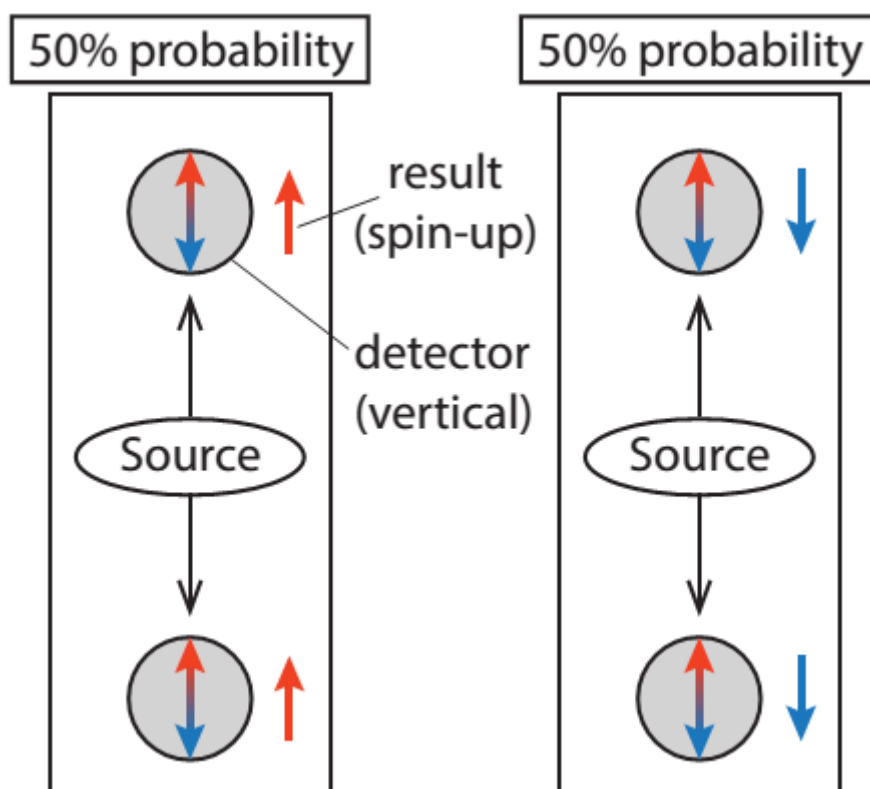 50% probability
50% probability
result
(spin-up)
detector
(vertical)
Source
Source